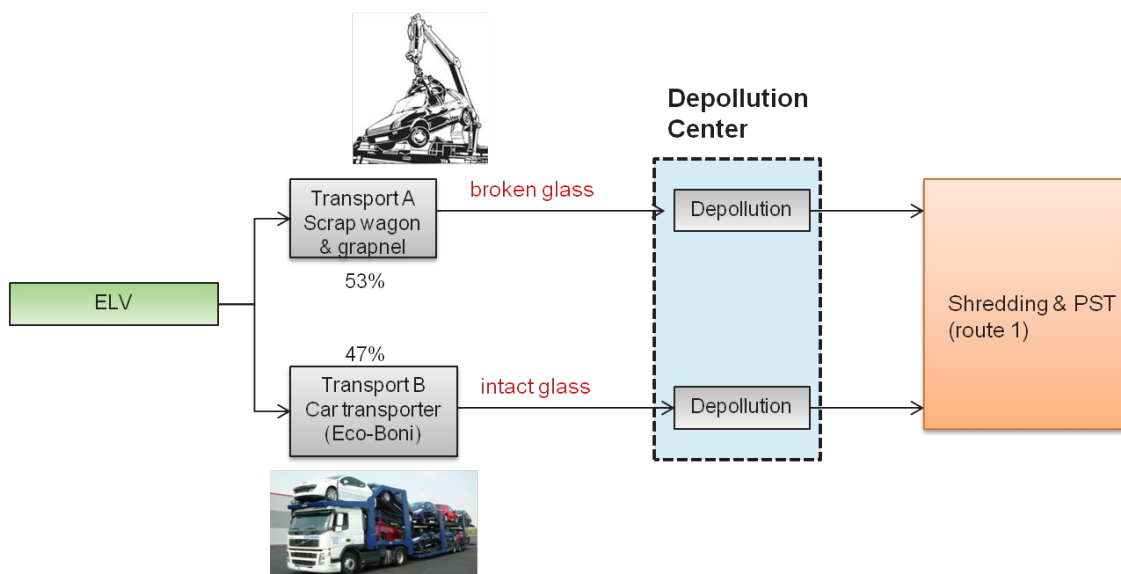 Depollution
Center
broken glass
Transport A
Scrap wagon
& grapnel
Depollution
53%
ELV
Shredding & PST
(route 1)
47%
intact glass
Transport B
Car transporter
(Eco-Boni)
Depollution